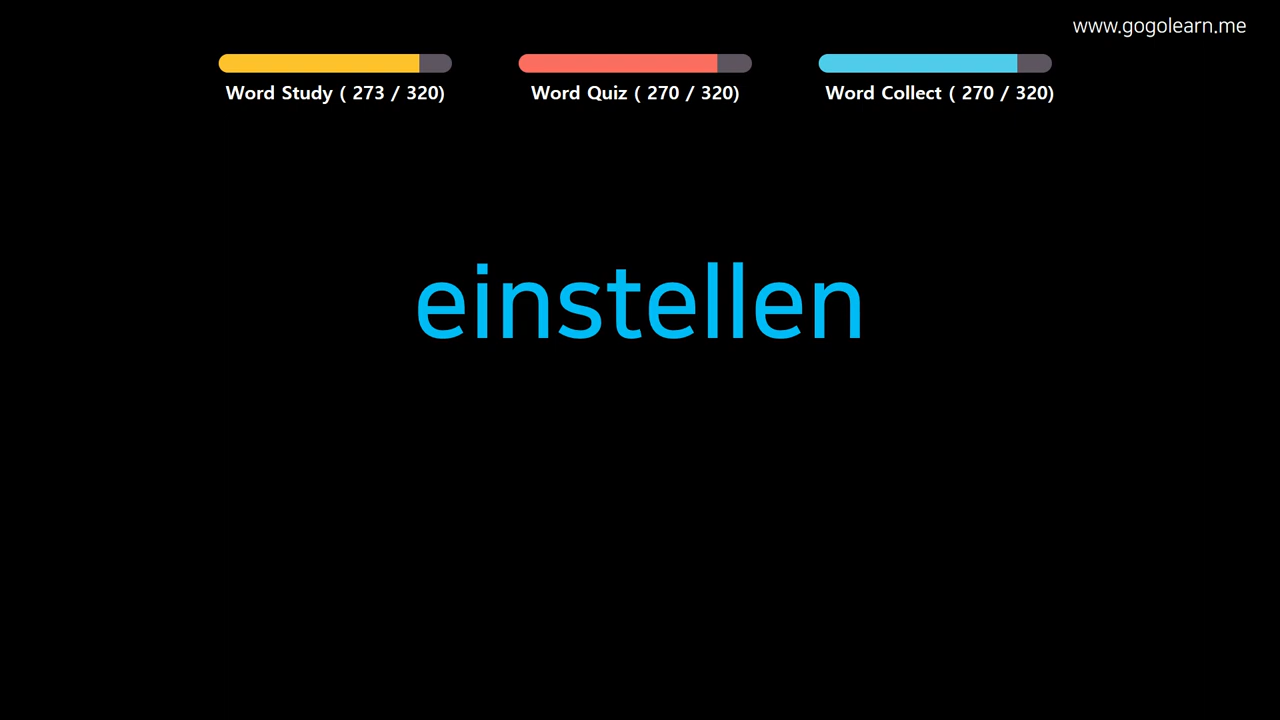 www.gogolearn.me
Word Study ( 273 / 320)
Word Quiz ( 270 / 320)
Word Collect ( 270 / 320)
einstellen